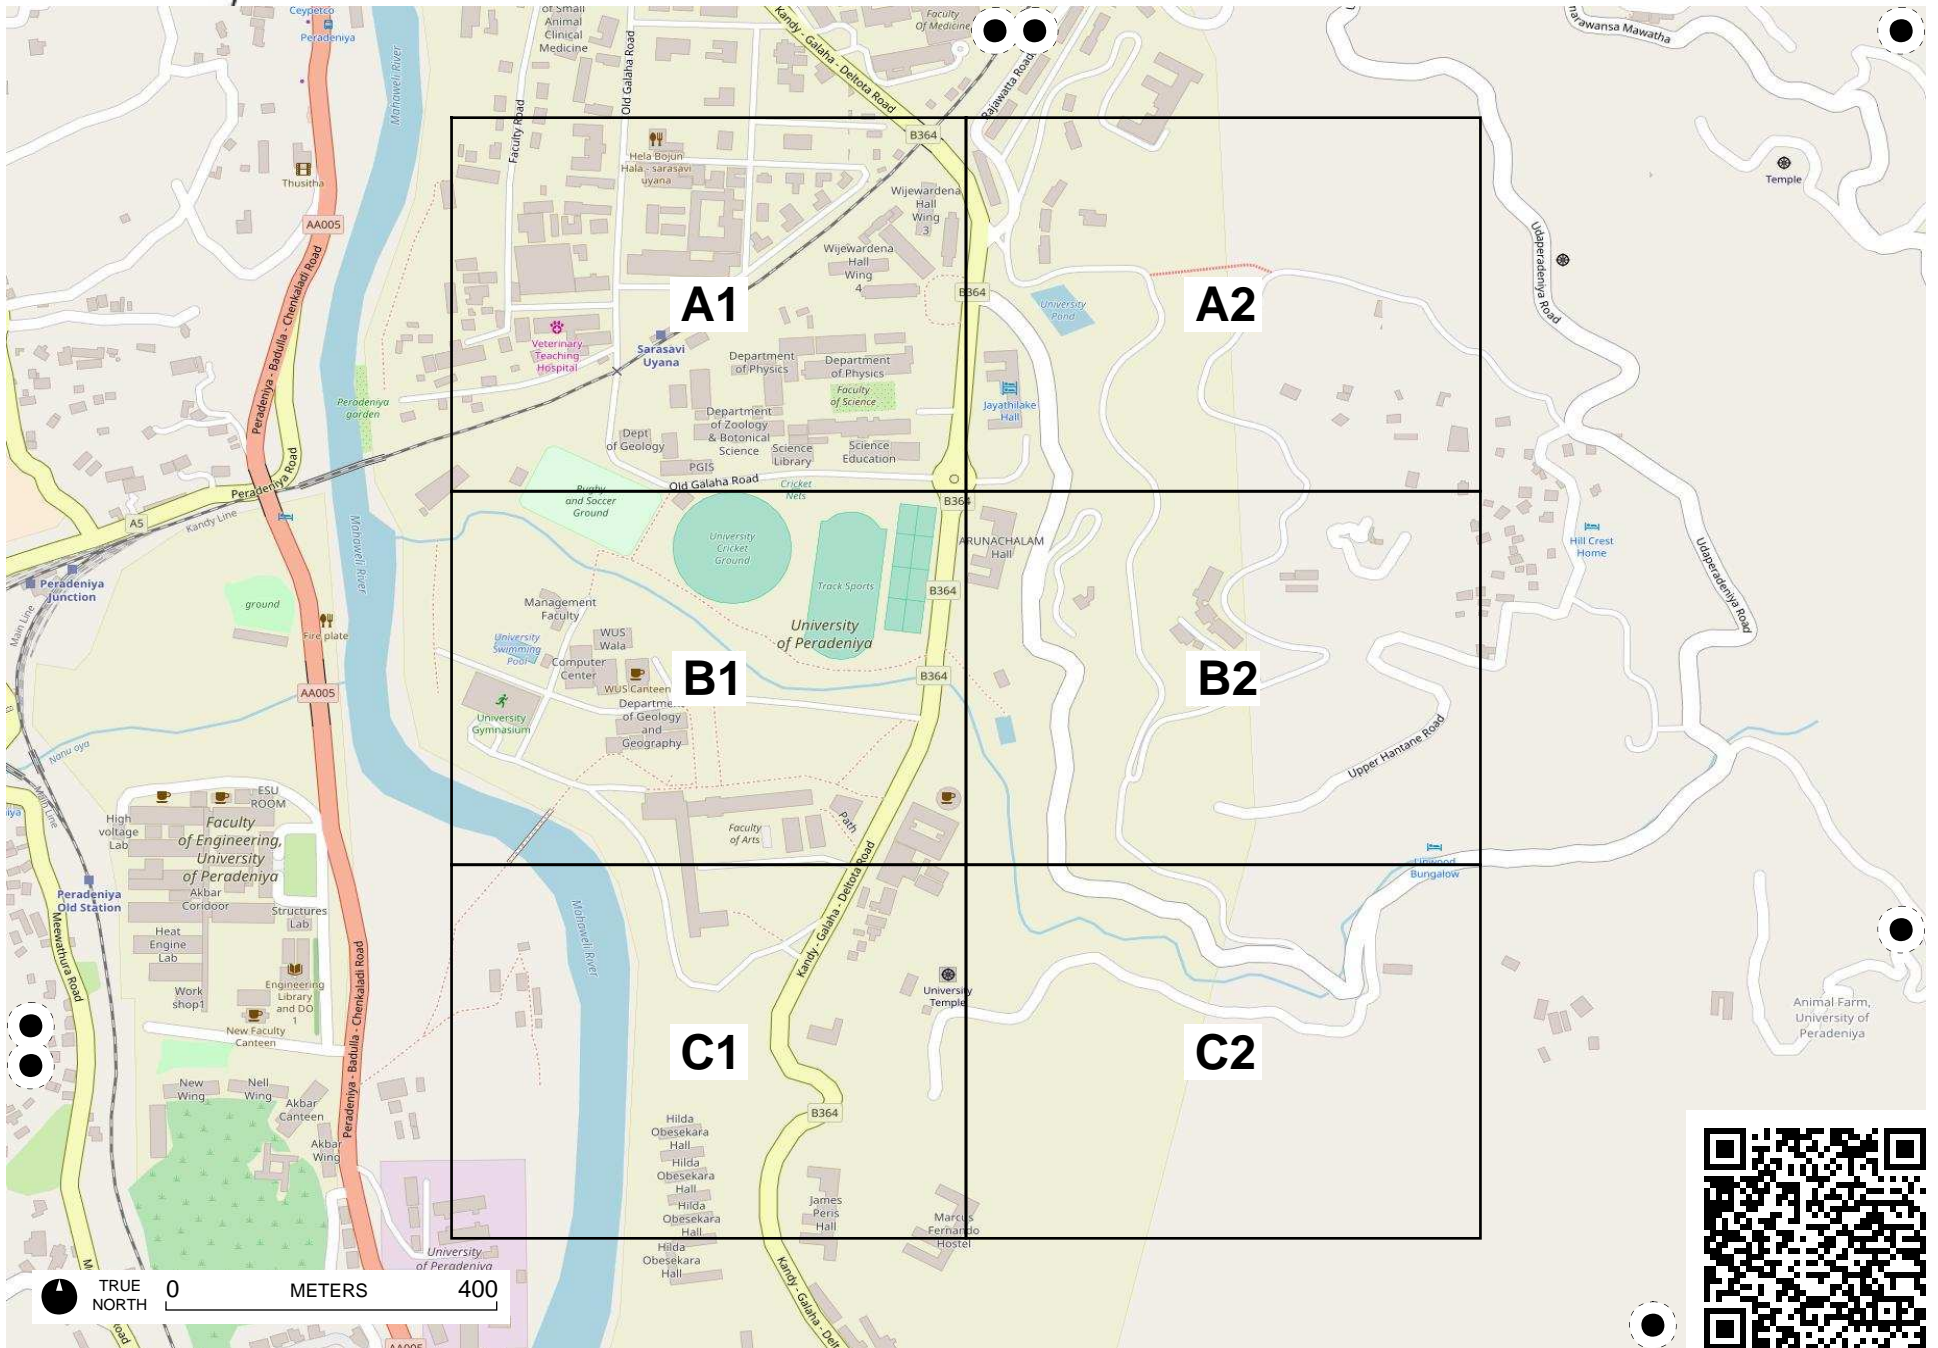 Ceypetco
Peradeniya
of Small
Animal
Clinical
Medicine
Old Galaha Road
Kandy - Galaha - Deltota Road
Faculty
Of Medicine
Rajawatta Road
Mahaweli River
Faculty Road
Thusitha
AA005
Hela Bojun
Hala - sarasavi
uyana
B364
Wijewardena
Hall
Wing
3
Wijewardena
Hall
Wing
4
B364
University
Pond
A1
A2
Temple
Udaperadeniya Road
Peradeniya - Badulla - Chenkaladi Road
Veterinary
Teaching
Hospital
Sarasavi
Uyana
Department
of Physics
Department
of Physics
Faculty
of Science
Peradeniya
garden
Jayathilake
Hall
Department
of Zoology
& Botonical
Science
Dept
of Geology
Science
Library
Science
Education
PGIS
Old Galaha Road
Cricket
Nets
Peradeniya Road
Rugby
and Soccer
Ground
B364
A5
Kandy Line
Mahaweli River
University
Cricket
Ground
ARUNACHALAM
Hall
Hill Crest
Home
Udaperadeniya Road
Peradeniya
Junction
Main Line
ground
Fire plate
Track Sports
B364
Management
Faculty
University
Swimming
Pool
WUS
Wala
Computer
Center
University
of Peradeniya
WUS Canteen
B1
B2
B364
AA005
Department
of Geology
and
Geography
University
Gymnasium
Nanu oya
Main Line
Upper Hantane Road
ESU
ROOM
High
voltage
Lab
Faculty
of Engineering,
University
of Peradeniya
Faculty
of Arts
Path
Linwood
Bungalow
Peradeniya
Old Station
Akbar
Coridoor
Structures
Lab
Heat
Engine
Lab
Meewathura Road
Work
shop1
Engineering
Library
and DO
1
New Faculty
Canteen
Mahaweli River
Kandy - Galaha - Deltota Road
University
Temple
Animal Farm,
University of
Peradeniya
C1
C2
Peradeniya - Badulla - Chenkaladi Road
New
Wing
Nell
Wing
Akbar
Canteen
Akbar
Wing
B364
Hilda
Obesekara
Hall
Hilda
Obesekara
Hall
Hilda
Obesekara
Hall
Hilda
Obesekara
Hall
James
Peris
Hall
Marcus
Fernando
Hostel
University
of Peradeniya
TRUE
NORTH
0
METERS
400